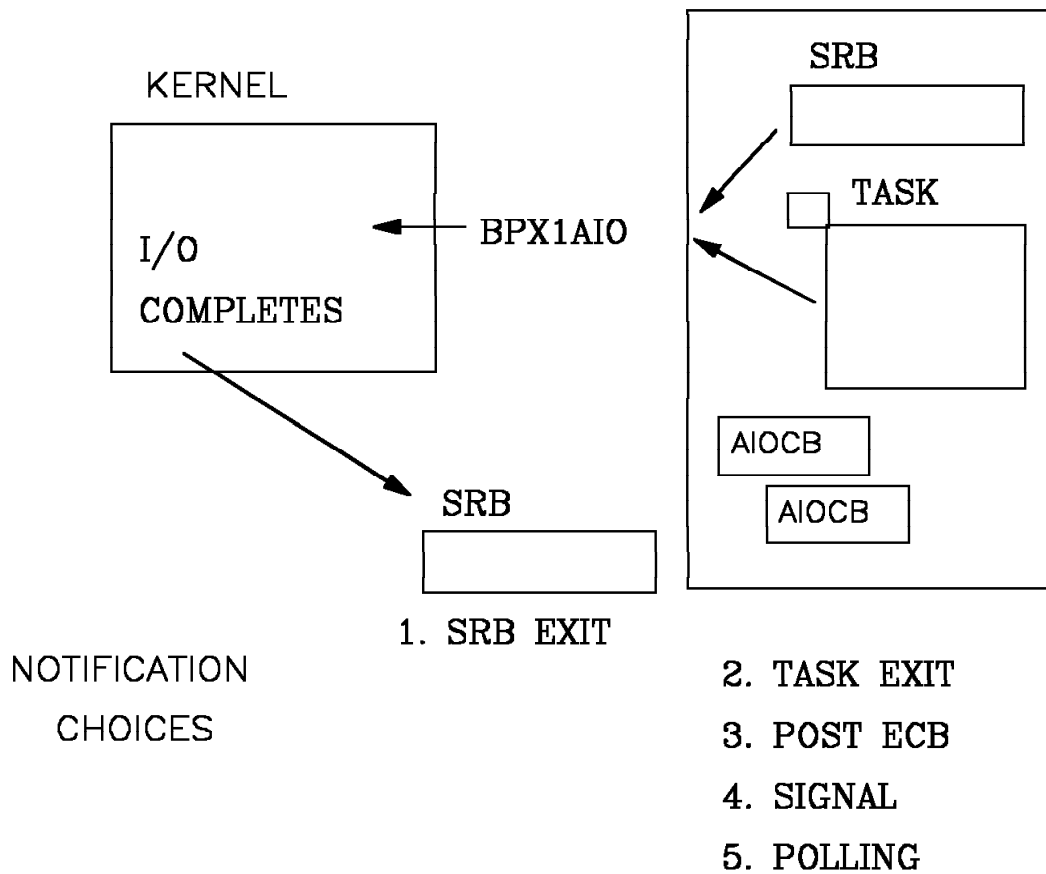 KERNEL
I/O
COMPLETES
BPX1AIO
SRB
TASK
AIOCB
AIOCB
SRB
1. SRB EXIT
NOTIFICATION
CHOICES
2. TASK EXIT
3. POST ECB
4. SIGNAL
5. POLLING